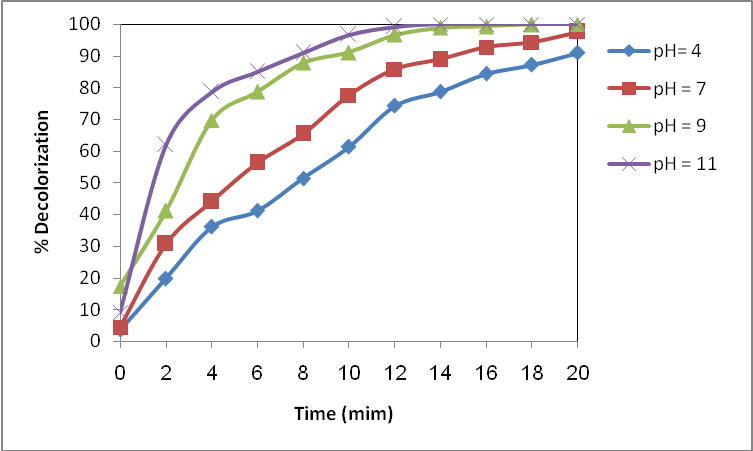 100
90
80
70
60
50
40
30
20
10
0
% Decolorization
0 2 4 6 8 10 12 14 16 18 20
Time (mim)
pH= 4
pH = 7
pH = 9
pH = 11